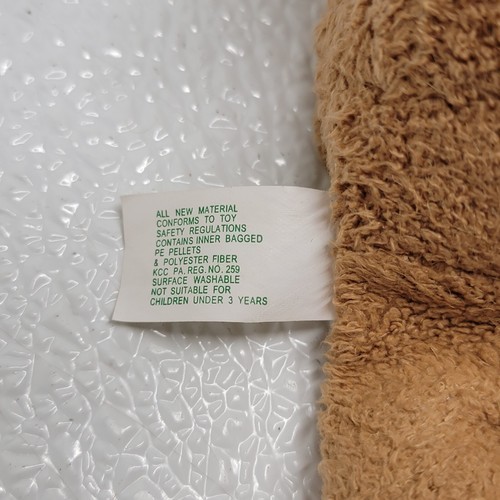 ALL NEW MATERIAL
CONFORMS TO TOY
SAFETY REGULATIONS
CONTAINS INNER BAGGED
PE PELLETS
& POLYESTER FIBER
KCC PA. REG. NO. 259
SURFACE WASHABLE
NOT SUITABLE FOR
CHILDREN UNDER 3 YEARS